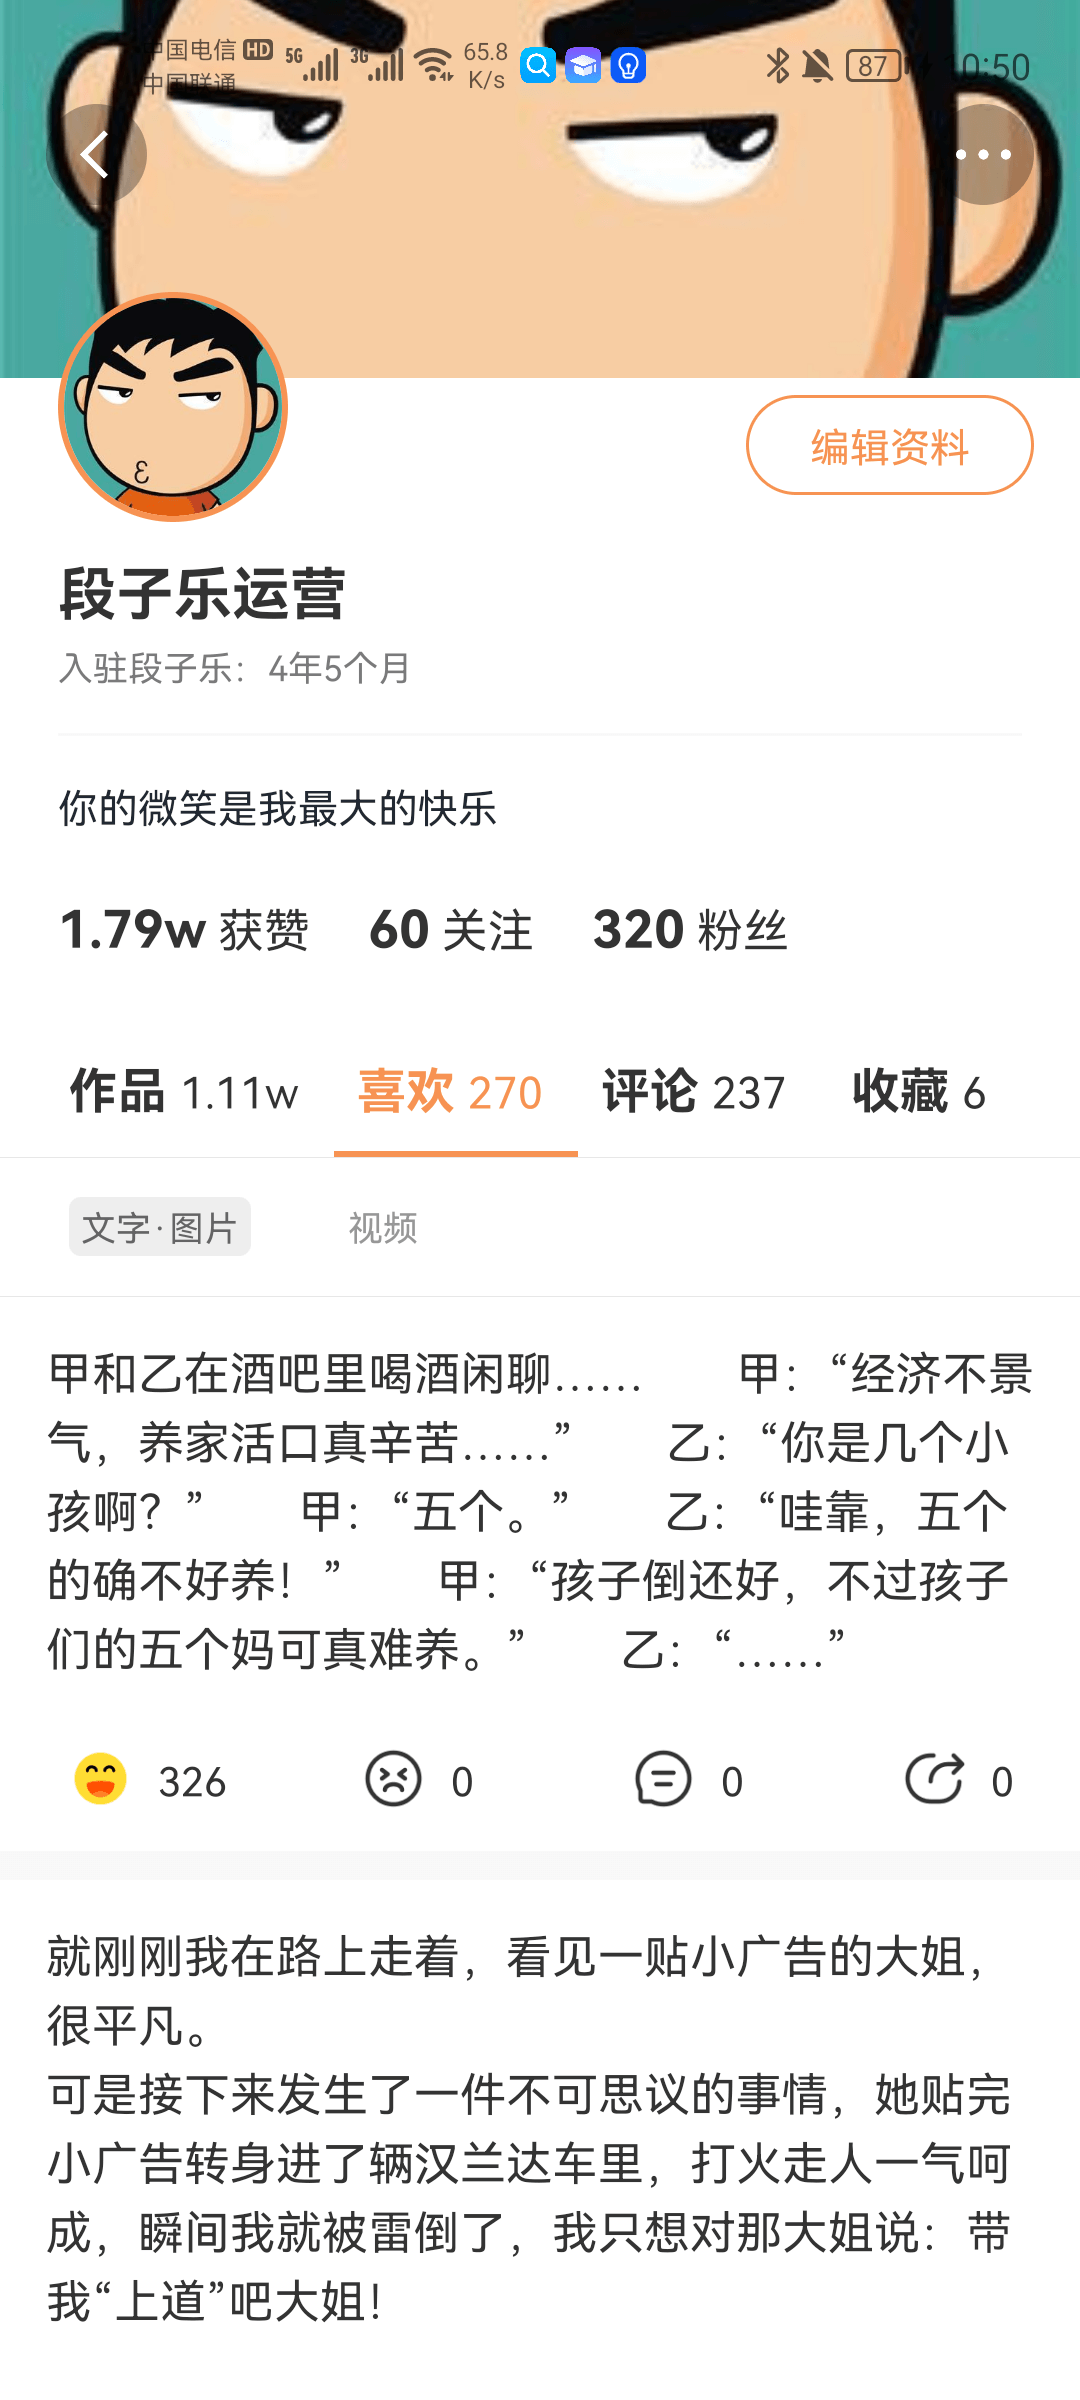 中国电信 HD 5G 3G 65.8 K/s 87
中国联通 0:50
编辑资料
段子乐运营
入驻段子乐：4年5个月
你的微笑是我最大的快乐
1.79w 获赞 60 关注 320 粉丝
作品 1.11w 喜欢 270 评论 237 收藏 6
文字·图片 视频
甲和乙在酒吧里喝酒闲聊…… 甲：“经济不景
气，养家活口真辛苦……” 乙：“你是几个小
孩啊？” 甲：“五个。” 乙：“哇靠，五个
的确不好养！” 甲：“孩子倒还好，不过孩子
们的五个妈可真难养。” 乙：“……”
326 0 0 0
就刚刚我在路上走着，看见一贴小广告的大姐，
很平凡。
可是接下来发生了一件不可思议的事情，她贴完
小广告转身进了辆汉兰达车里，打火走人一气呵
成，瞬间我就被雷倒了，我只想对那大姐说：带
我“上道”吧大姐！